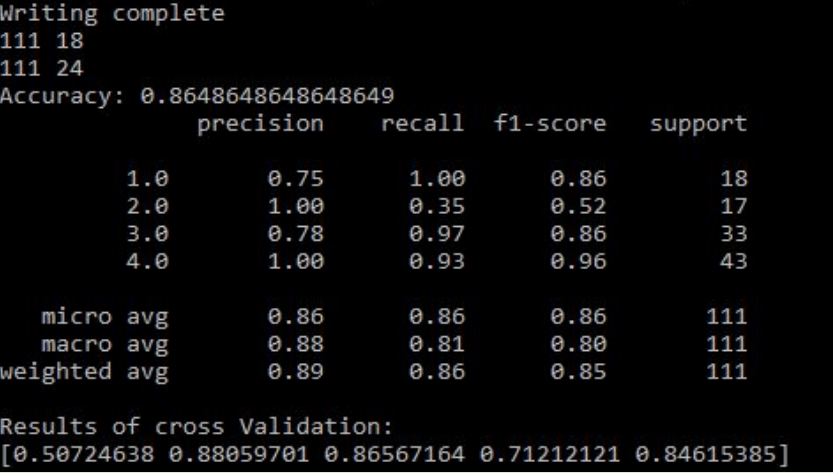 Writing complete
111 18
111 24
Accuracy: 0.8648648648648649
precision recall f1-score support
1.0 0.75 1.00 0.86 18
2.0 1.00 0.35 0.52 17
3.0 0.78 0.97 0.86 33
4.0 1.00 0.93 0.96 43
micro avg 0.86 0.86 0.86 111
macro avg 0.88 0.81 0.80 111
weighted avg 0.89 0.86 0.85 111
Results of cross Validation:
[0.50724638 0.88059701 0.86567164 0.71212121 0.84615385]